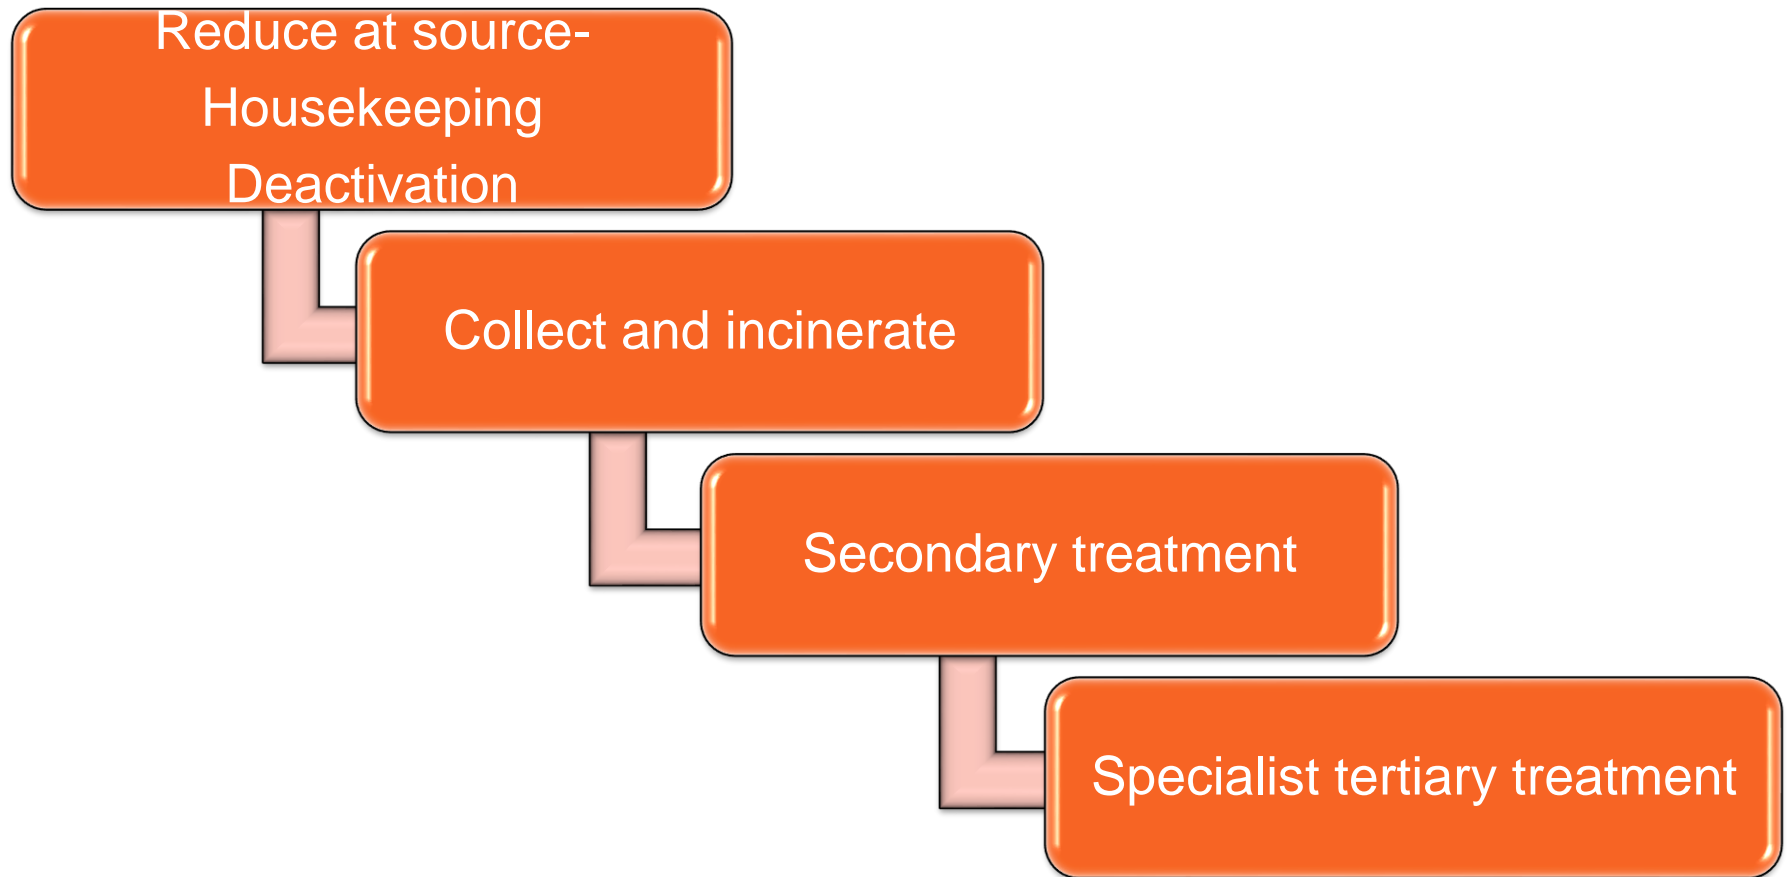 Reduce at source-
Housekeeping
Deactivation
Collect and incinerate
Secondary treatment
Specialist tertiary treatment